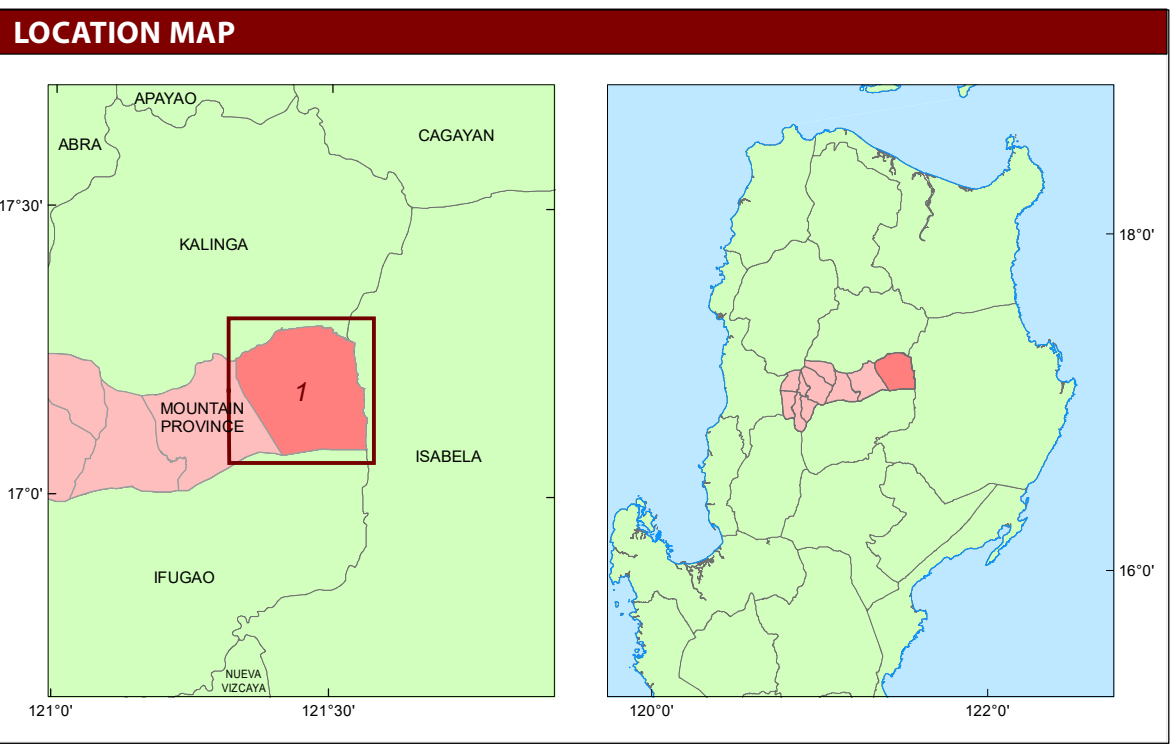 LOCATION MAP
APAYAO
ABRA
CAGAYAN
17°30'
KALINGA
1
MOUNTAIN
PROVINCE
ISABELA
17°0'
IFUGAO
NUEVA
VIZCAYA
121°0'
121°30'
18°0'
16°0'
120°0'
122°0'